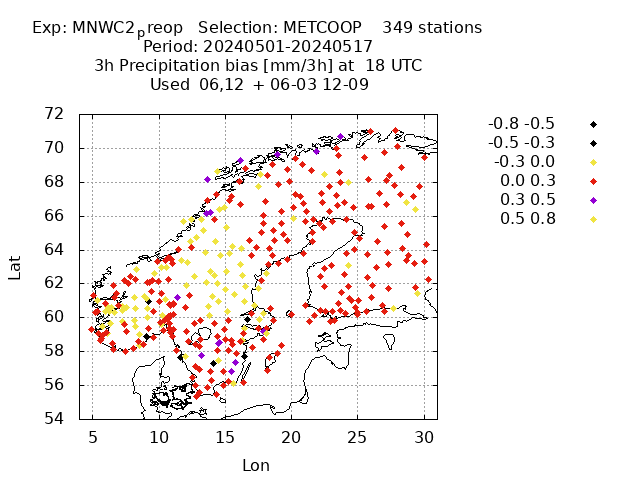 Exp: MNWC2preop   Selection: METCOOP    349 stations
Period: 20240501-20240517
3h Precipitation bias [mm/3h] at  18 UTC
Used  06,12  + 06-03 12-09
72
70
68
66
64
62
60
58
56
54
Lat
5 10 15 20 25 30
Lon
-0.8 -0.5
-0.5 -0.3
-0.3 0.0
0.0 0.3
0.3 0.5
0.5 0.8